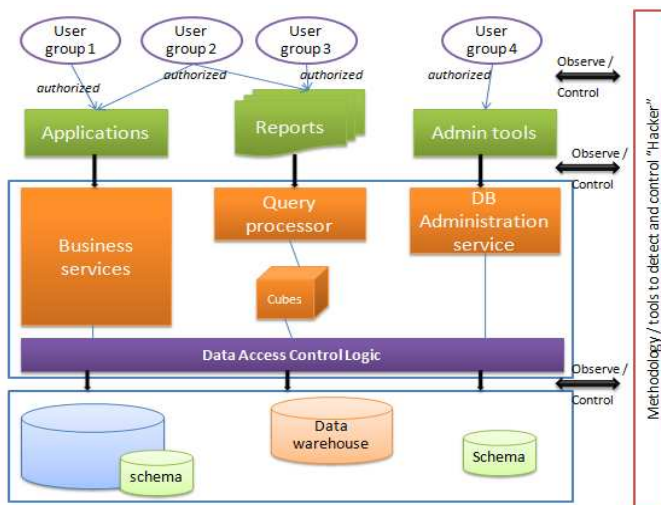 User
group 1
User
group 2
User
group 3
User
group 4
authorized
authorized
authorized
authorized
Observe /
Control
Applications
Reports
Admin tools
Observe /
Control
Business
services
Query
processor
DB
Administration
service
Cubes
Data Access Control Logic
Observe /
Control
schema
Data
warehouse
Schema
Methodology / tools to detect and control "Hacker"